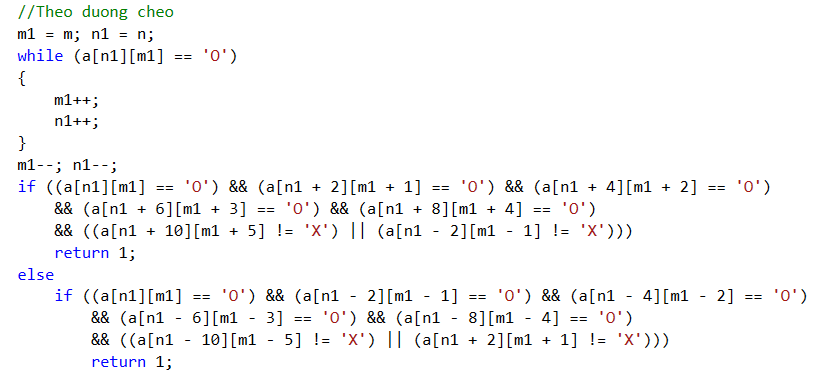 //Theo duong cheo
m1 = m; n1 = n;
while (a[n1][m1] == 'O')
{
m1++;
n1++;
}
m1--; n1--;
if ((a[n1][m1] == 'O') && (a[n1 + 2][m1 + 1] == 'O') && (a[n1 + 4][m1 + 2] == 'O')
&& (a[n1 + 6][m1 + 3] == 'O') && (a[n1 + 8][m1 + 4] == 'O')
&& ((a[n1 + 10][m1 + 5] != 'X') || (a[n1 - 2][m1 - 1] != 'X')))
return 1;
else
if ((a[n1][m1] == 'O') && (a[n1 - 2][m1 - 1] == 'O') && (a[n1 - 4][m1 - 2] == 'O')
&& (a[n1 - 6][m1 - 3] == 'O') && (a[n1 - 8][m1 - 4] == 'O')
&& ((a[n1 - 10][m1 - 5] != 'X') || (a[n1 + 2][m1 + 1] != 'X')))
return 1;